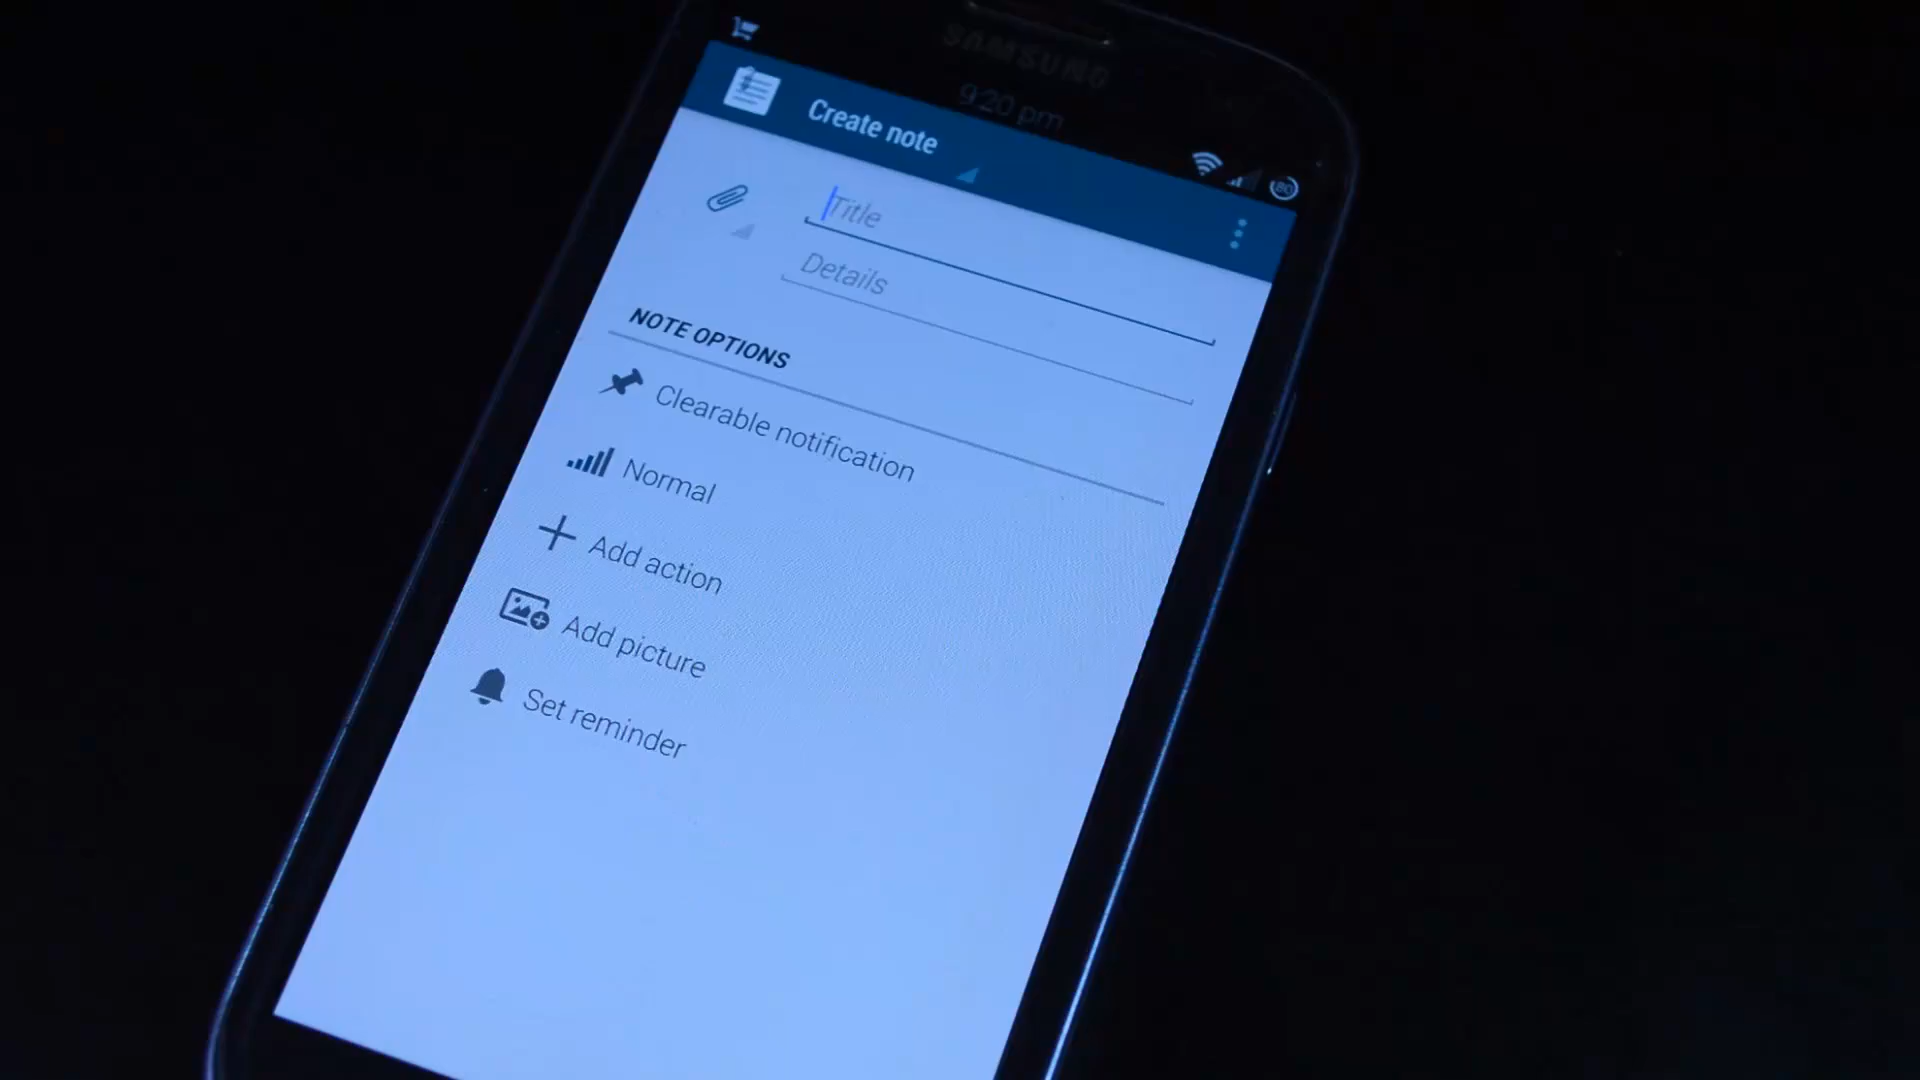 SAMSUNG
9:20 pm
80
Create note
Title
Details
NOTE OPTIONS
Clearable notification
Normal
Add action
Add picture
Set reminder